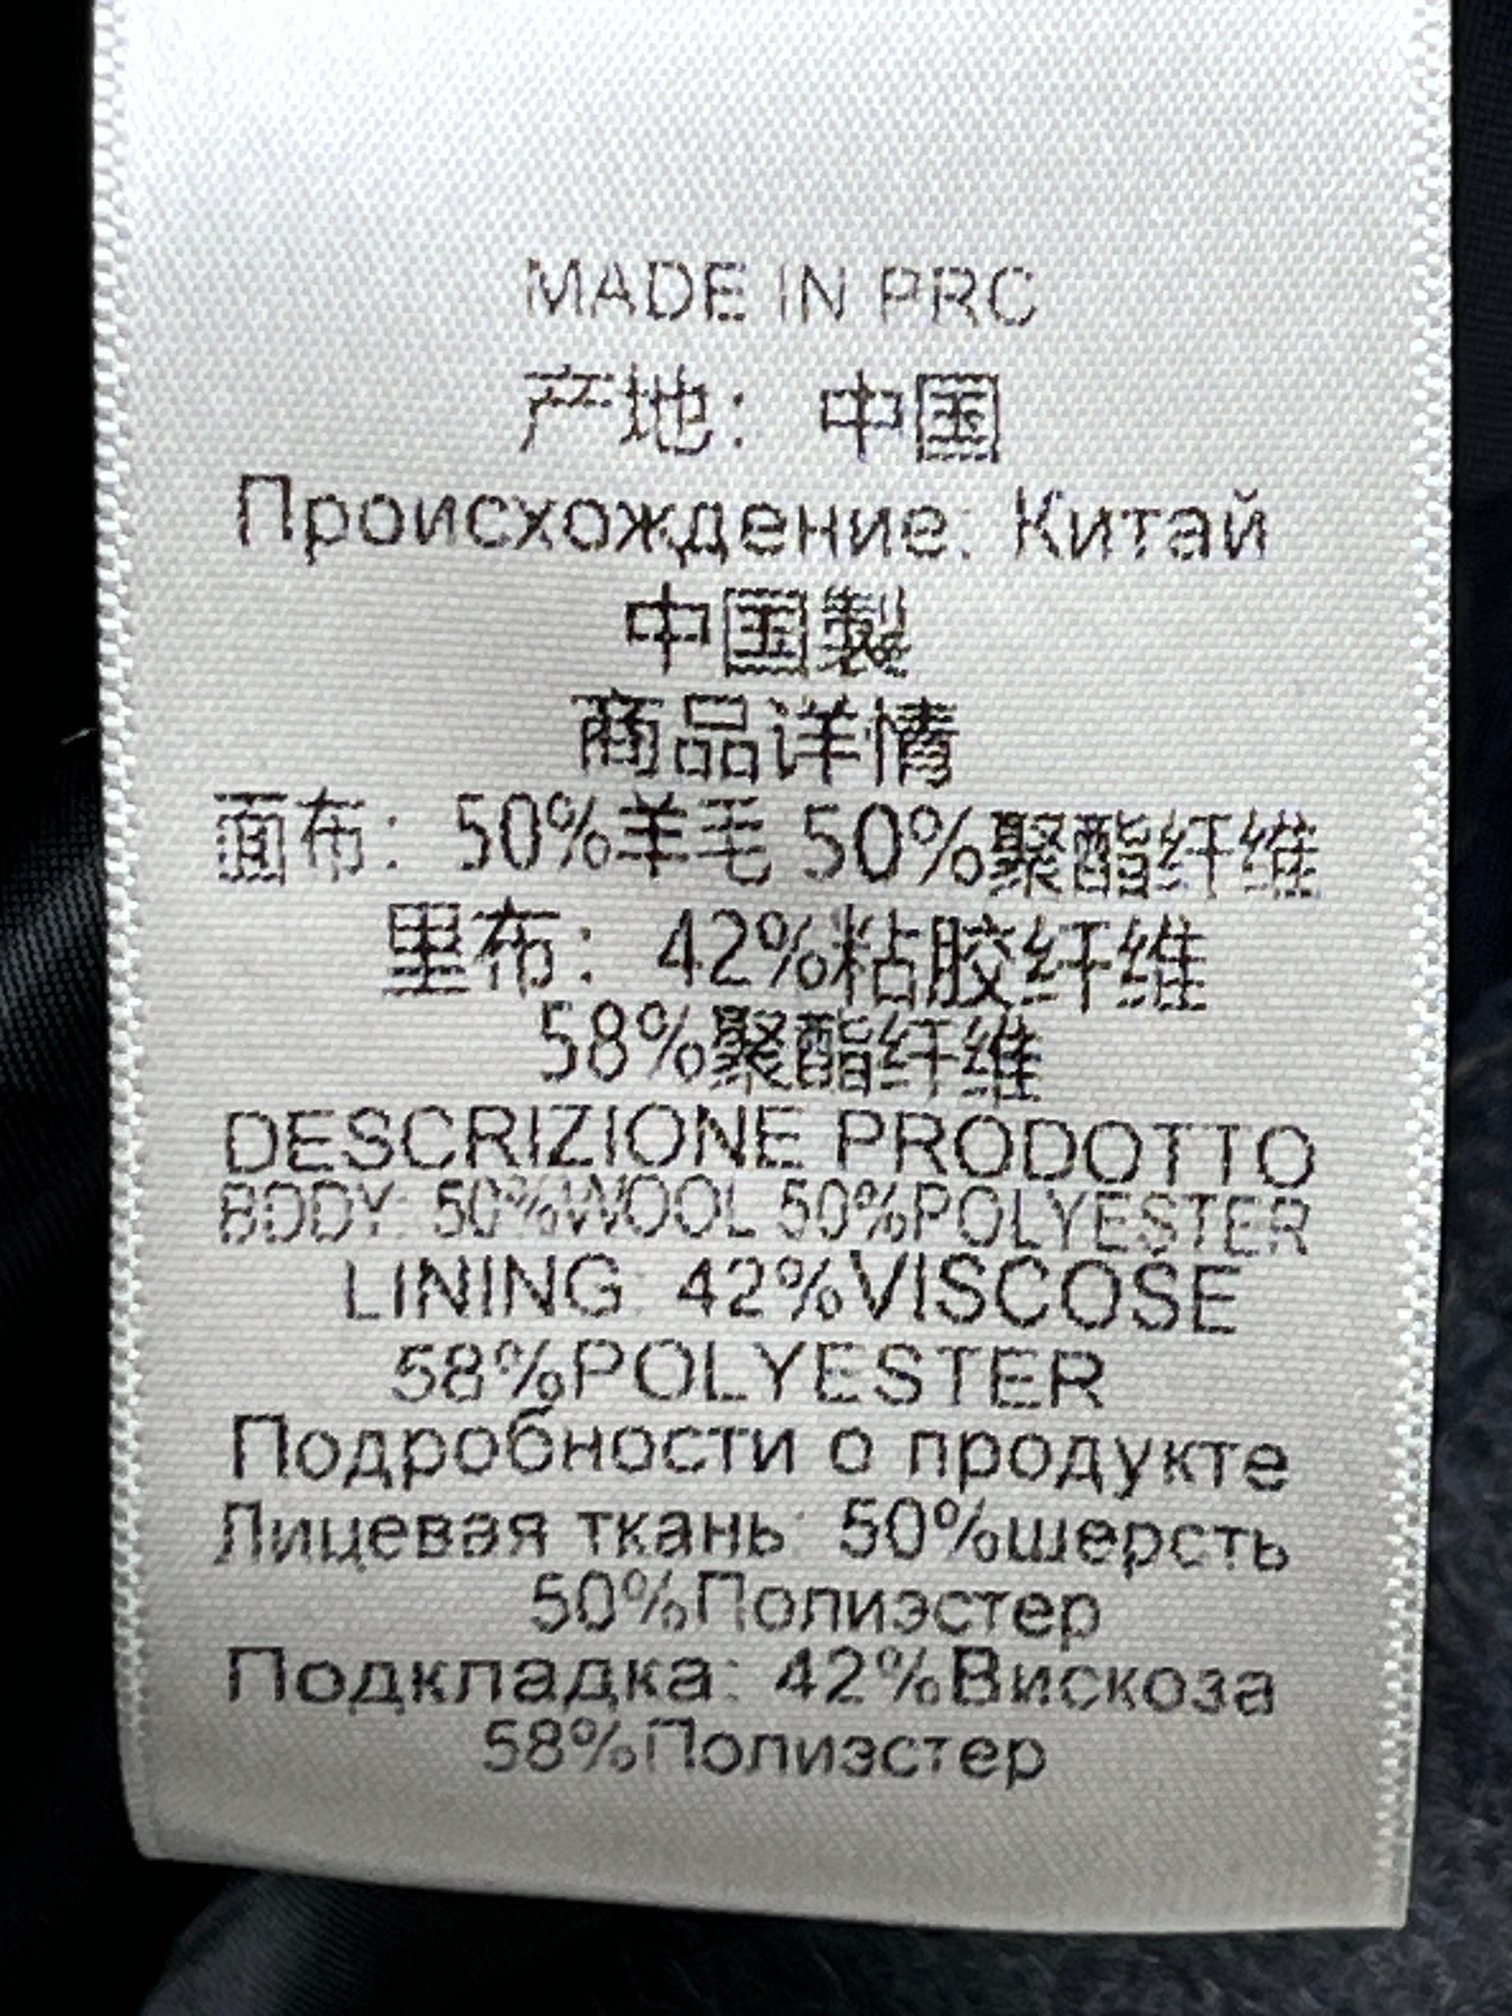 MADE IN PRC
产地：中国
Происхождение: Китай
中国製
商品详情
面布：50%羊毛 50%聚酯纤维
里布：42%粘胶纤维
58%聚酯纤维
DESCRIZIONE PRODOTTO
BODY: 50%WOOL 50%POLYESTER
LINING: 42%VISCOSE
58%POLYESTER
Подробности о продукте
Лицевая ткань: 50%шерсть
50%Полиэстер
Подкладка: 42%Вискоза
58%Полиэстер